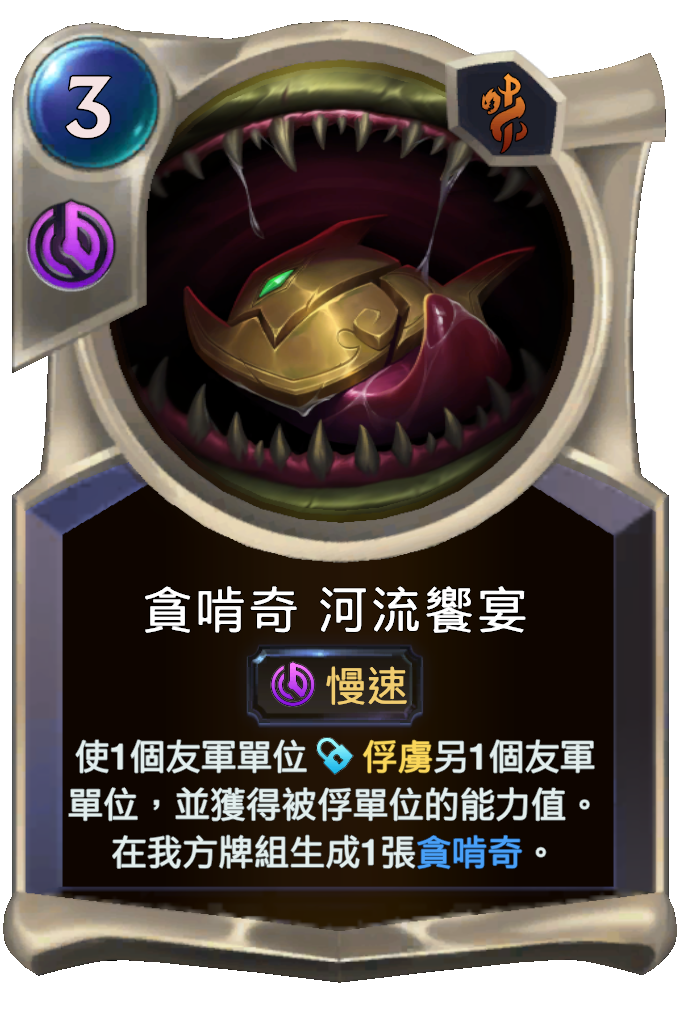 3
貪啃奇 河流饗宴
慢速
使1個友軍單位 俘虜另1個友軍
單位，並獲得被俘單位的能力值。
在我方牌組生成1張貪啃奇。